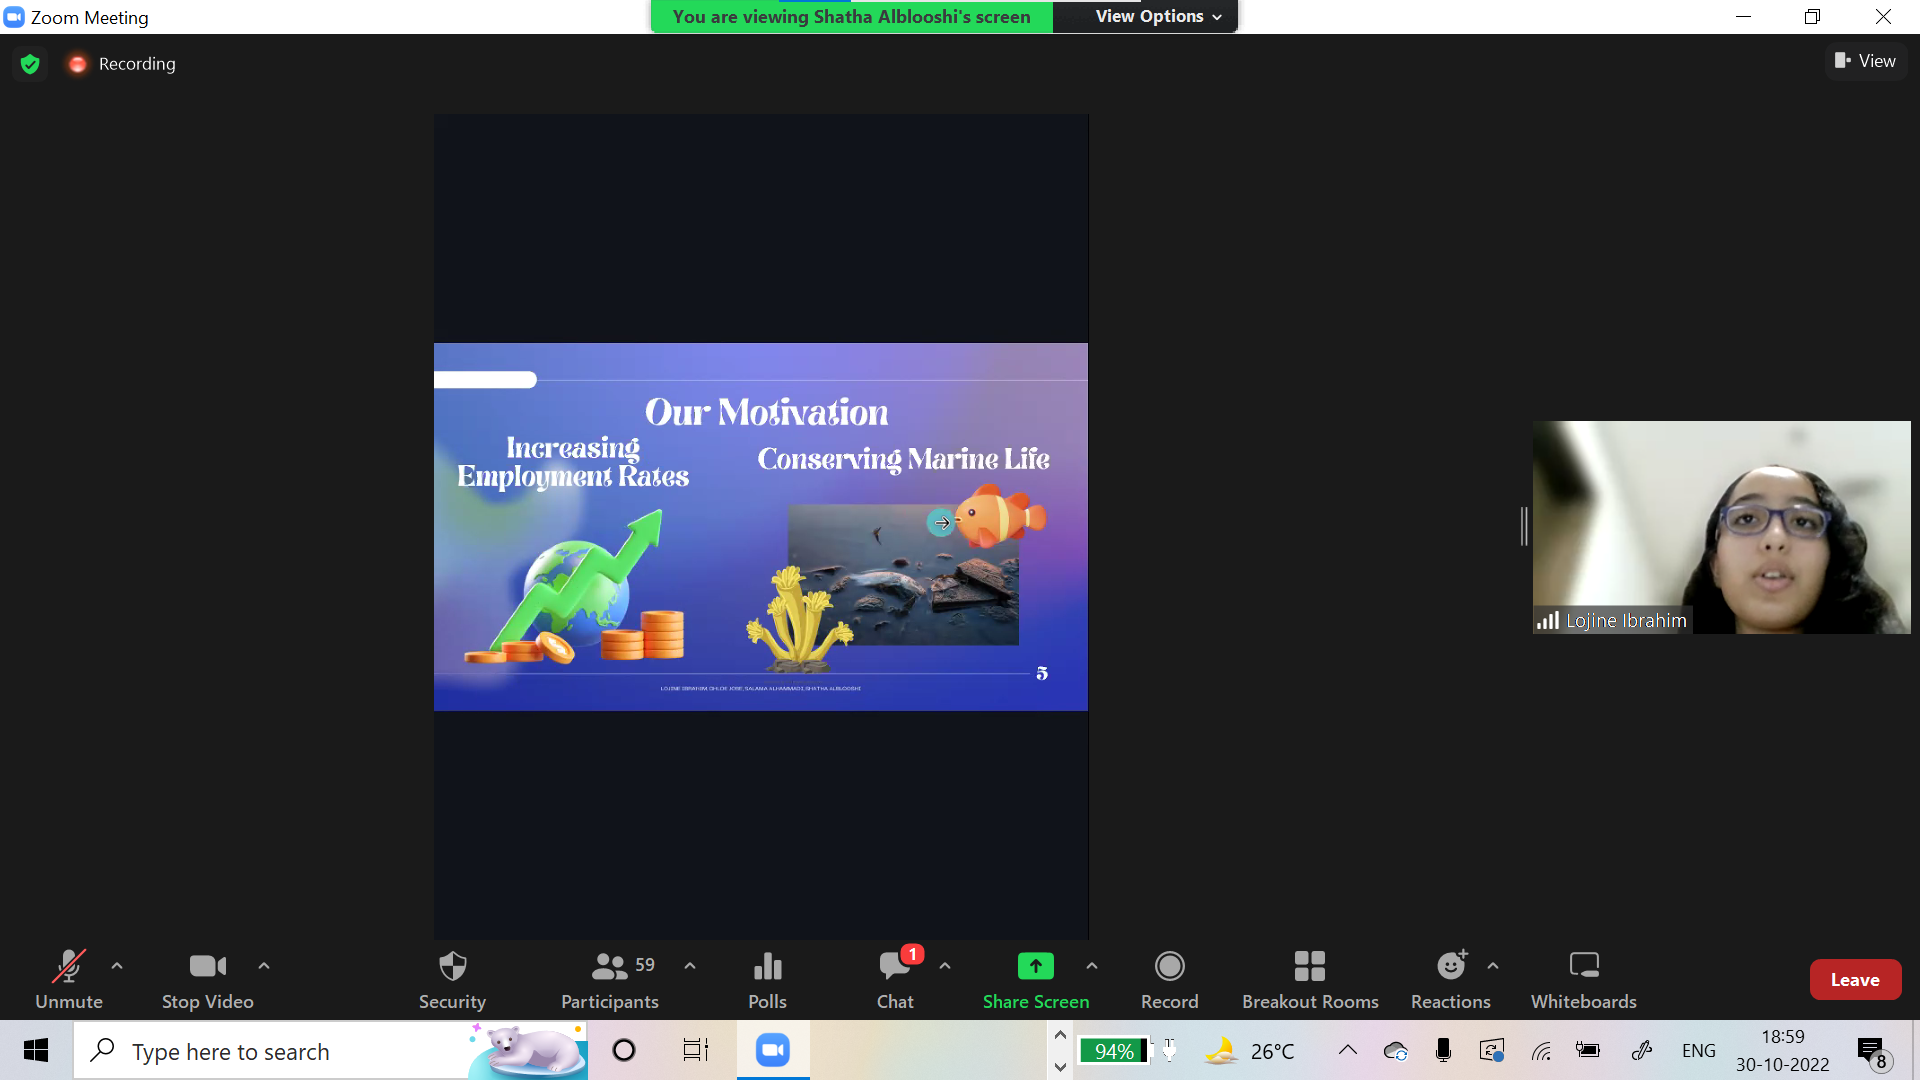 Zoom Meeting
You are viewing Shatha Alblooshi's screen
View Options
Recording
View
Our Motivation
Increasing
Employment Rates
Conserving Marine Life
5
LOJINE IBRAHIM, CHLOE JOBE, SALAMA ALHAMMADI, SHATHA ALBLOOSHI
Lojine Ibrahim
Unmute
Stop Video
Security
59
Participants
Polls
1
Chat
Share Screen
Record
Breakout Rooms
Reactions
Whiteboards
Leave
Type here to search
94%
26°C
ENG
18:59
30-10-2022
8